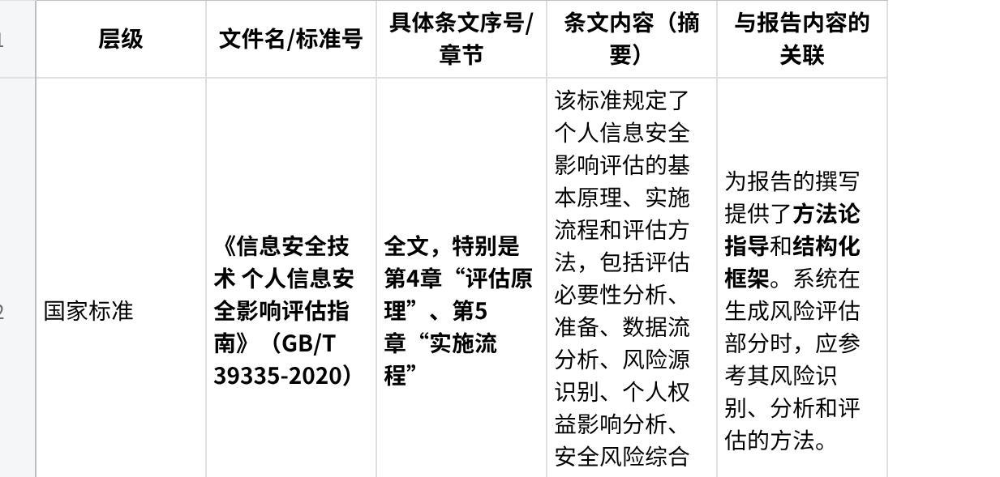 层级
文件名/标准号
具体条文序号/
章节
条文内容（摘
要）
与报告内容的
关联
国家标准
《信息安全技
术 个人信息安
全影响评估指
南》（GB/T
39335-2020）
全文，特别是
第4章“评估原
理”、第5
章“实施流
程”
该标准规定了
个人信息安全
影响评估的基
本原理、实施
流程和评估方
法，包括评估
必要性分析、
准备、数据流
分析、风险源
识别、个人权
益影响分析、
安全风险综合
为报告的撰写
提供了方法论
指导和结构化
框架。系统在
生成风险评估
部分时，应参
考其风险识
别、分析和评
估的方法。